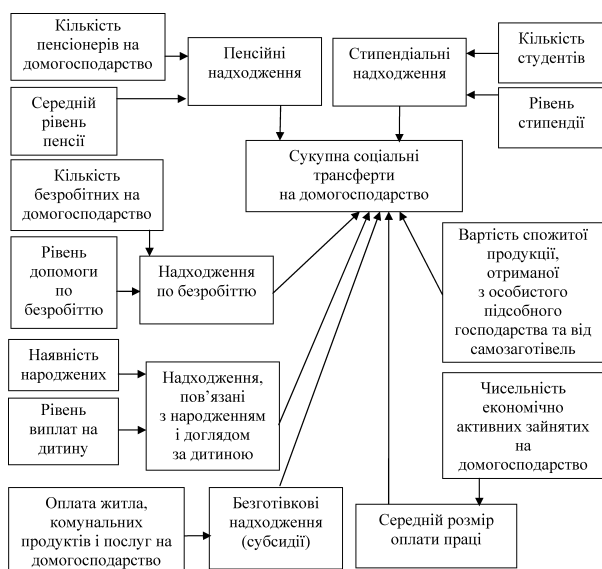 Кількість
пенсіонерів на
домогосподарство
Пенсійні
надходження
Стипендіальні
надходження
Кількість
студентів
Середній
рівень
пенсії
Рівень
стипендії
Сукупна соціальні
трансферти
на домогосподарство
Кількість
безробітних на
домогосподарство
Рівень
допомоги
по
безробіттю
Надходження
по безробіттю
Вартість спожитої
продукції,
отриманої
з особистого
підсобного
господарства та від
самозаготівель
Наявність
народжених
Рівень
виплат на
дитину
Надходження,
пов’язані
з народженням
і доглядом
за дитиною
Чисельність
економічно
активних зайнятих
на
домогосподарство
Оплата житла,
комунальних
продуктів і послуг на
домогосподарство
Безготівкові
надходження
(субсидії)
Середній розмір
оплати праці